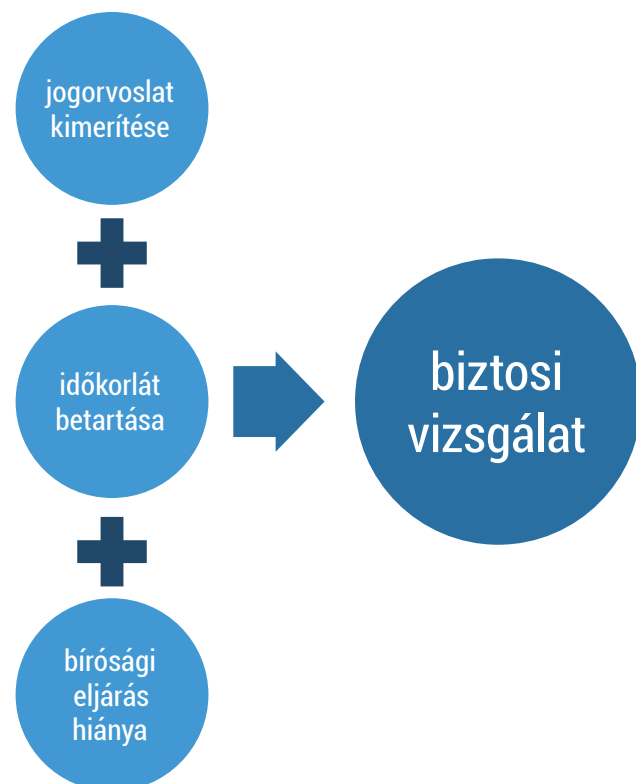 jogorvoslat
kimerítése
időkorlát
betartása
bírósági
eljárás
hiánya
biztosi
vizsgálat